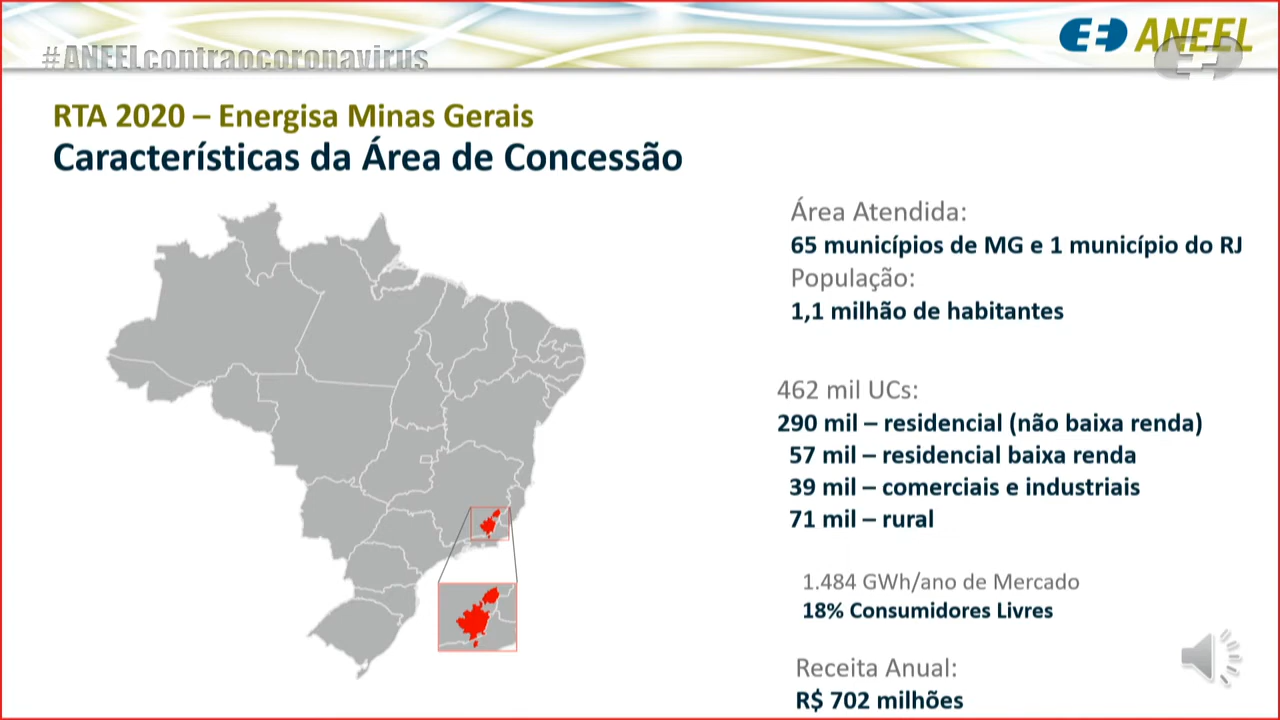 #ANEELcontraocoronavirus
ANEEL
RTA 2020 – Energisa Minas Gerais
Características da Área de Concessão
Área Atendida:
65 municípios de MG e 1 município do RJ
População:
1,1 milhão de habitantes
462 mil UCs:
290 mil – residencial (não baixa renda)
57 mil – residencial baixa renda
39 mil – comerciais e industriais
71 mil – rural
1.484 GWh/ano de Mercado
18% Consumidores Livres
Receita Anual:
R$ 702 milhões